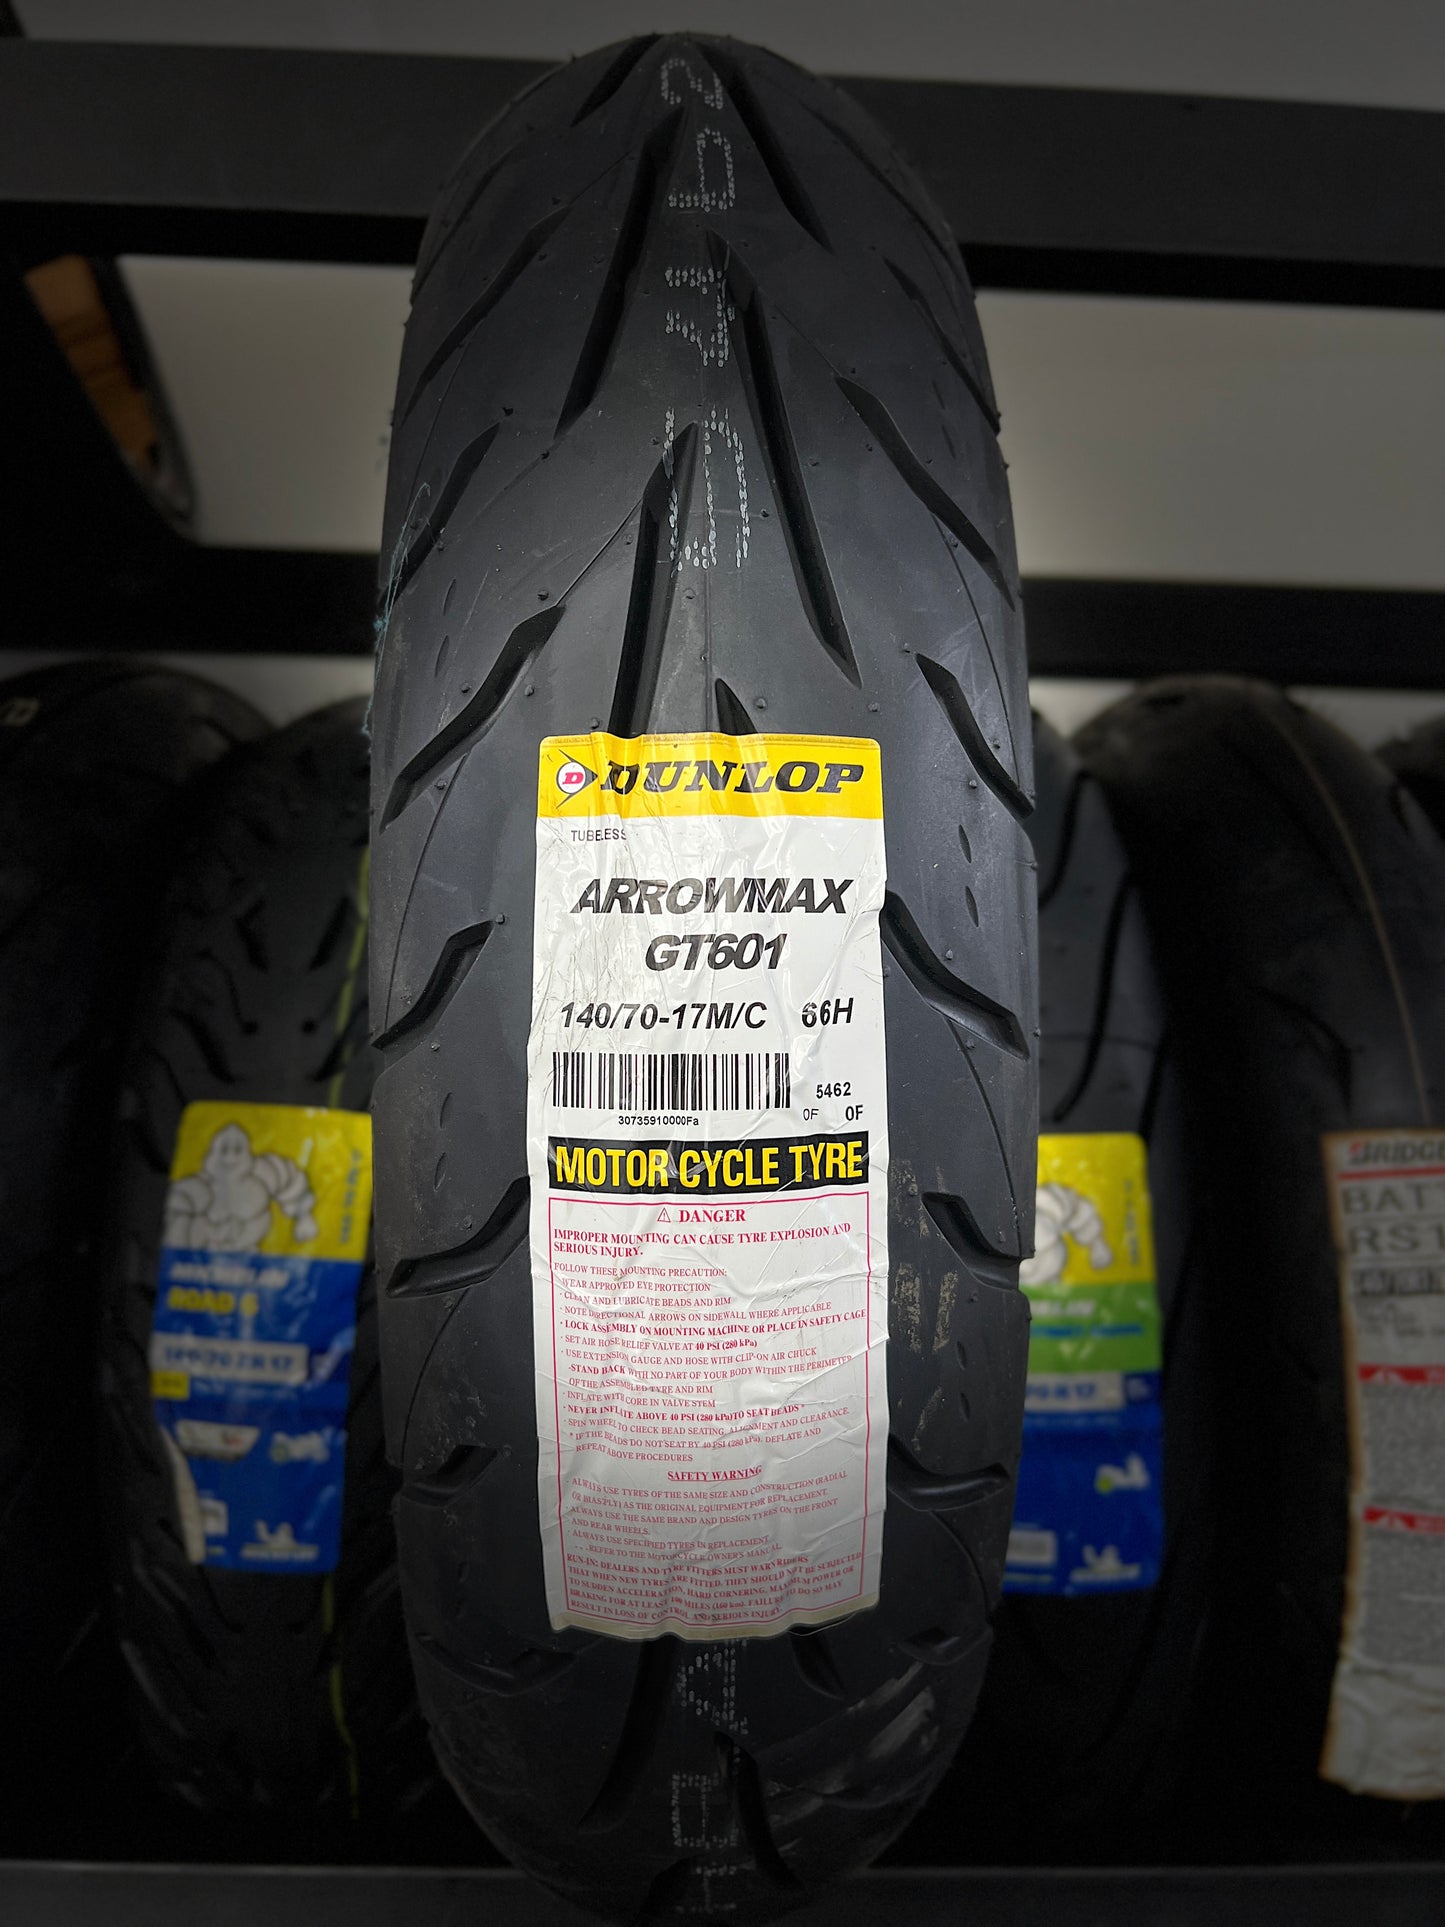 D DUNLOP
TUBELESS
ARROWMAX
GT601
140/70-17M/C 66H
5462
30735910000Fa
0F 0F
MOTOR CYCLE TYRE
⚠ DANGER
IMPROPER MOUNTING CAN CAUSE TYRE EXPLOSION AND
SERIOUS INJURY.
FOLLOW THESE MOUNTING PRECAUTION:
· WEAR APPROVED EYE PROTECTION
· CLEAN AND LUBRICATE BEADS AND RIM
· NOTE DIRECTIONAL ARROWS ON SIDEWALL WHERE APPLICABLE
· LOCK ASSEMBLY ON MOUNTING MACHINE OR PLACE IN SAFETY CAGE
· SET AIR HOSE RELIEF VALVE AT 40 PSI (280 kPa)
· USE EXTENSION GAUGE AND HOSE WITH CLIP-ON AIR CHUCK
-STAND BACK WITH NO PART OF YOUR BODY WITHIN THE PERIMETER
OF THE ASSEMBLED TYRE AND RIM
· INFLATE WITH CORE IN VALVE STEM
· NEVER INFLATE ABOVE 40 PSI (280 kPa) TO SEAT BEADS *
· SPIN WHEEL TO CHECK BEAD SEATING, ALIGNMENT AND CLEARANCE.
* IF THE BEADS DO NOT SEAT BY 40 PSI (280 kPa), DEFLATE AND
REPEAT ABOVE PROCEDURES
SAFETY WARNING
· ALWAYS USE TYRES OF THE SAME SIZE AND CONSTRUCTION (RADIAL
OR BIAS-PLY) AS THE ORIGINAL EQUIPMENT FOR REPLACEMENT.
· ALWAYS USE THE SAME BRAND AND DESIGN TYRES ON THE FRONT
AND REAR WHEELS.
ALWAYS USE SPECIFIED TYRES IN REPLACEMENT
- - -REFER TO THE MOTORCYCLE OWNER'S MANUAL.
RUN-IN: DEALERS AND TYRE FITTERS MUST WARN RIDERS
THAT WHEN NEW TYRES ARE FITTED, THEY SHOULD NOT BE SUBJECTED
TO SUDDEN ACCELERATION, HARD CORNERING, MAXIMUM POWER OR
BRAKING FOR AT LEAST 100 MILES (160 km). FAILURE TO DO SO MAY
RESULT IN LOSS OF CONTROL AND SERIOUS INJURY.
MICHELIN
ROAD 6
BRIDGE
BATT
RST